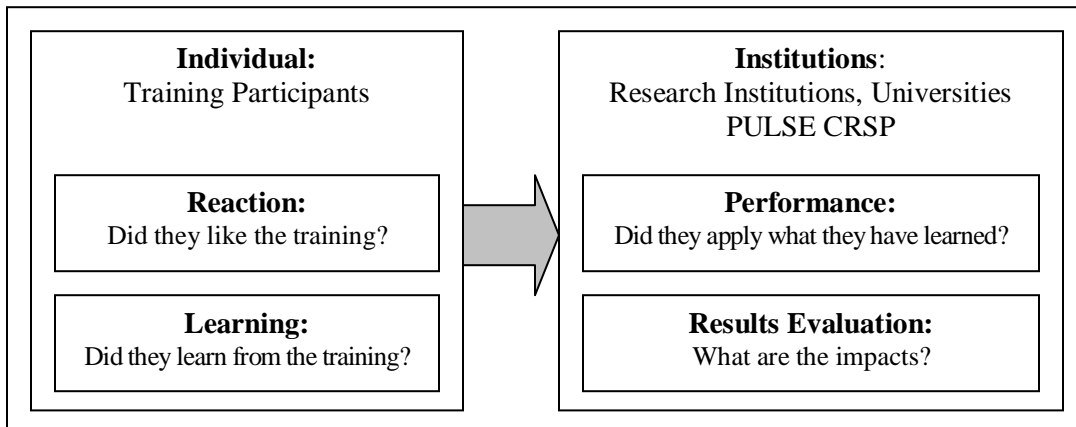 Individual:
Training Participants
Reaction:
Did they like the training?
Learning:
Did they learn from the training?
Institutions:
Research Institutions, Universities
PULSE CRSP
Performance:
Did they apply what they have learned?
Results Evaluation:
What are the impacts?